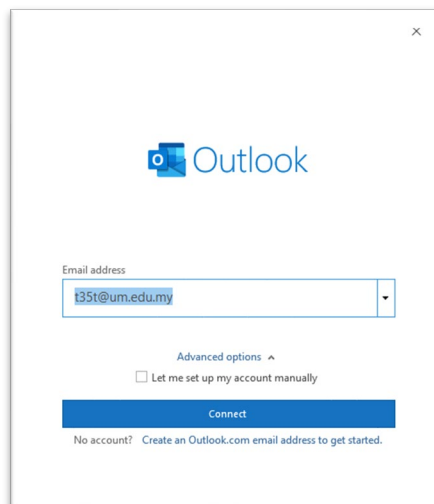 Outlook
Email address
t35t@um.edu.my
Advanced options
Let me set up my account manually
Connect
No account? Create an Outlook.com email address to get started.